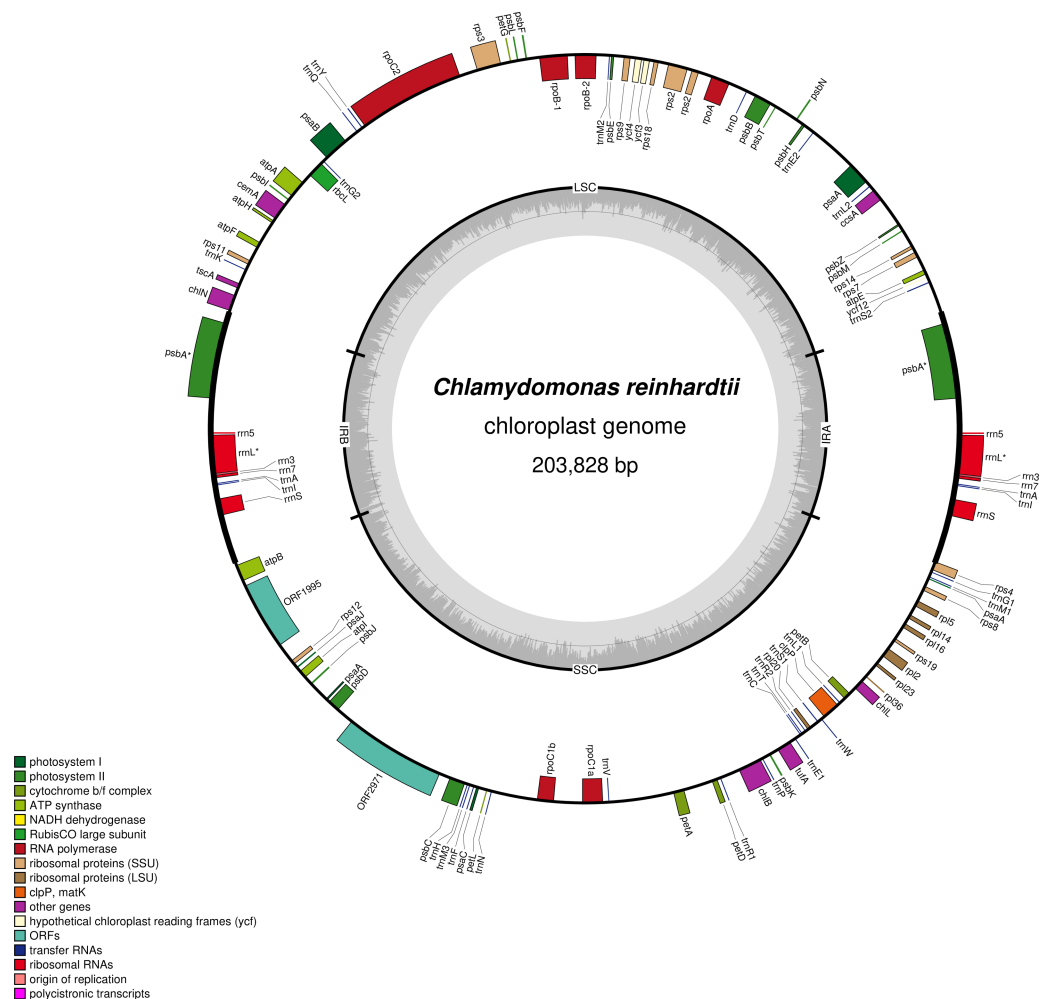 Chlamydomonas reinhardtii
chloroplast genome
203,828 bp
LSC
IRA
SSC
IRB
psbF
psbL
petG
rps3
rpoC2
trnY
trnQ
psaB
atpA
psbI
cemA
atpH
atpF
rps11
trnK
tscA
chlN
psbA*
trnG2
rbcL
rpoB-1
rpoB-2
trnM2
psbE
rps9
ycf4
ycf3
rps18
rps2
rps2
rpoA
trnD
psbB
psbT
psbN
psbH
trnE2
psaA
trnL2
ccsA
psbZ
psbM
rps14
rps7
atpE
ycf12
trnS2
psbA*
rrn5
rrnL*
rrn3
rrn7
trnA
trnI
rrnS
rps4
trnG1
trnM1
psaA
rps8
rpl5
rpl14
rpl16
rps19
rpl2
rpl23
rpl36
chlL
petB
trnL1
clpP
trnS1
rpl20
trnR2
trnT
trnC
trnW
trnE1
tufA
psbK
trnP
chlB
trnR1
petD
petA
trnV
rpoC1a
rpoC1b
trnN
petL
psaC
trnF
trnM3
trnH
psbC
ORF2971
psbD
psaA
psbJ
atpI
psaJ
rps12
ORF1995
atpB
rrn5
rrnL*
rrn3
rrn7
trnA
trnI
rrnS
photosystem I
photosystem II
cytochrome b/f complex
ATP synthase
NADH dehydrogenase
RubisCO large subunit
RNA polymerase
ribosomal proteins (SSU)
ribosomal proteins (LSU)
clpP, matK
other genes
hypothetical chloroplast reading frames (ycf)
ORFs
transfer RNAs
ribosomal RNAs
origin of replication
polycistronic transcripts